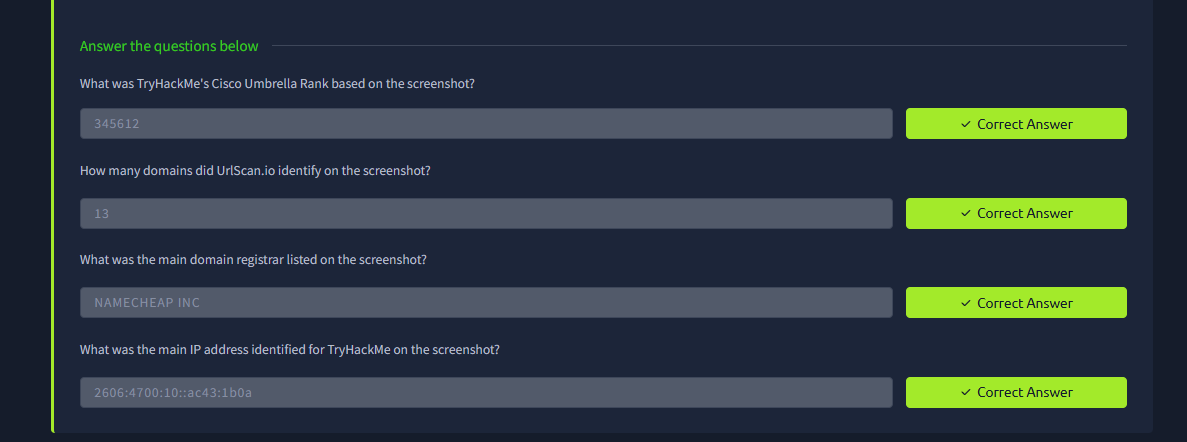 Answer the questions below
What was TryHackMe's Cisco Umbrella Rank based on the screenshot?
345612
✓ Correct Answer
How many domains did UrlScan.io identify on the screenshot?
13
✓ Correct Answer
What was the main domain registrar listed on the screenshot?
NAMECHEAP INC
✓ Correct Answer
What was the main IP address identified for TryHackMe on the screenshot?
2606:4700:10::ac43:1b0a
✓ Correct Answer